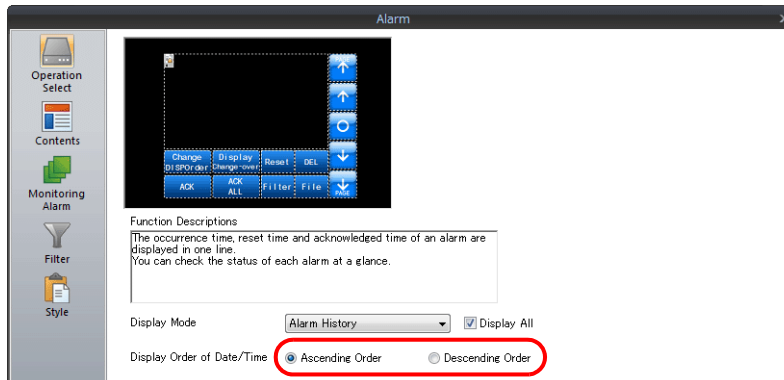 Alarm
Operation
Select
Contents
Monitoring
Alarm
Filter
Style
Change
DISPOrder
Display
Change-over
Reset
DEL
ACK
ACK
ALL
Filter
File
PAGE
Function Descriptions
The occurrence time, reset time and acknowledged time of an alarm are
displayed in one line.
You can check the status of each alarm at a glance.
Display Mode
Alarm History
Display All
Display Order of Date/Time
Ascending Order
Descending Order